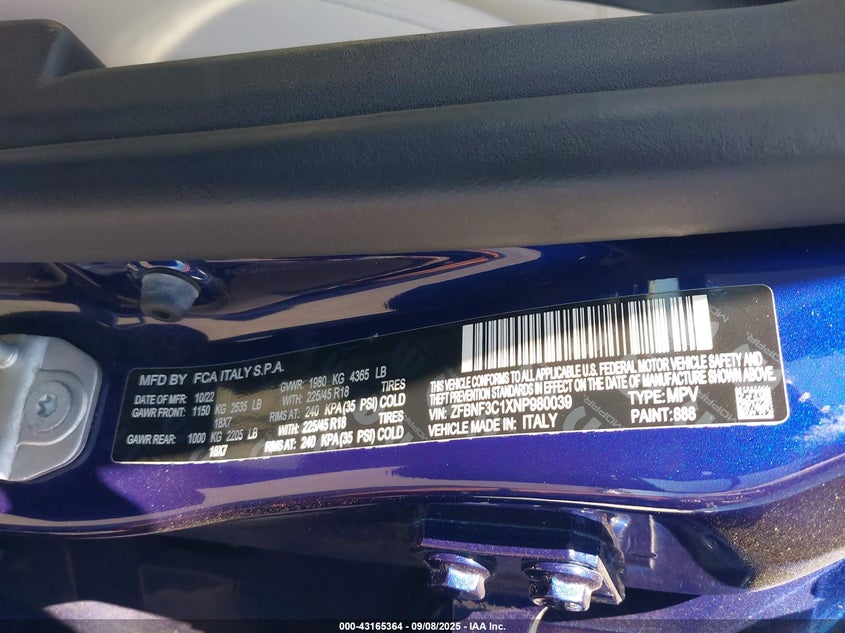 MFD BY FCA ITALY S.P.A.
DATE OF MFR: 10/22 GVWR: 1980 KG 4365 LB
GAWR FRONT: 1150 KG 2535 LB WITH: 225/45 R18 TIRES
18X7 RIMS AT: 240 KPA(35 PSI) COLD
GAWR REAR: 1000 KG 2205 LB WITH: 225/45 R18 TIRES
18X7 RIMS AT: 240 KPA (35 PSI) COLD
THIS VEHICLE CONFORMS TO ALL APPLICABLE U.S. FEDERAL MOTOR VEHICLE SAFETY AND
THEFT PREVENTION STANDARDS IN EFFECT ON THE DATE OF MANUFACTURE SHOWN ABOVE
VIN: ZFBNF3C1XNP980039 TYPE: MPV
VEHICLE MADE IN: ITALY PAINT: 888
000-43165364 - 09/08/2025 - IAA Inc.